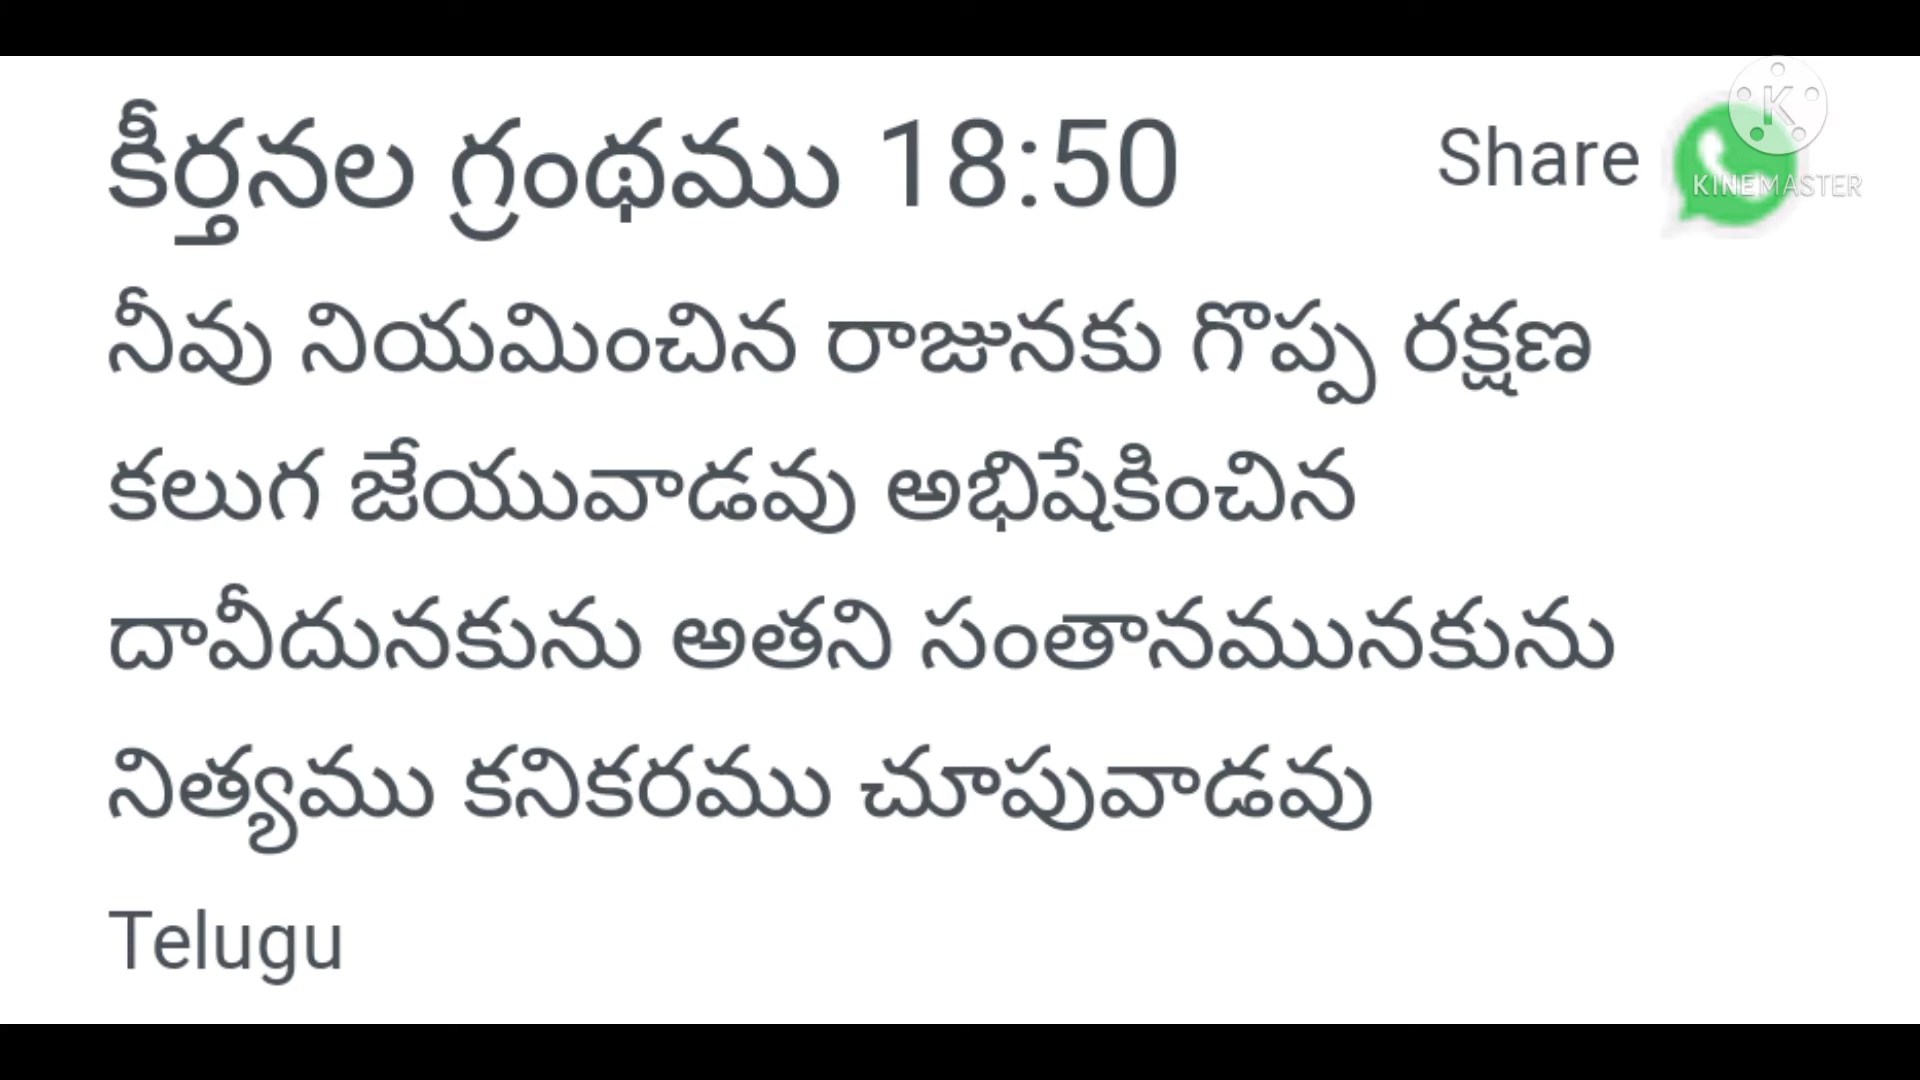 కీర్తనల గ్రంథము 18:50 Share
KINEMASTER
నీవు నియమించిన రాజునకు గొప్ప రక్షణ
కలుగ జేయువాడవు అభిషేకించిన
దావీదునకును అతని సంతానమునకును
నిత్యము కనికరము చూపువాడవు
Telugu